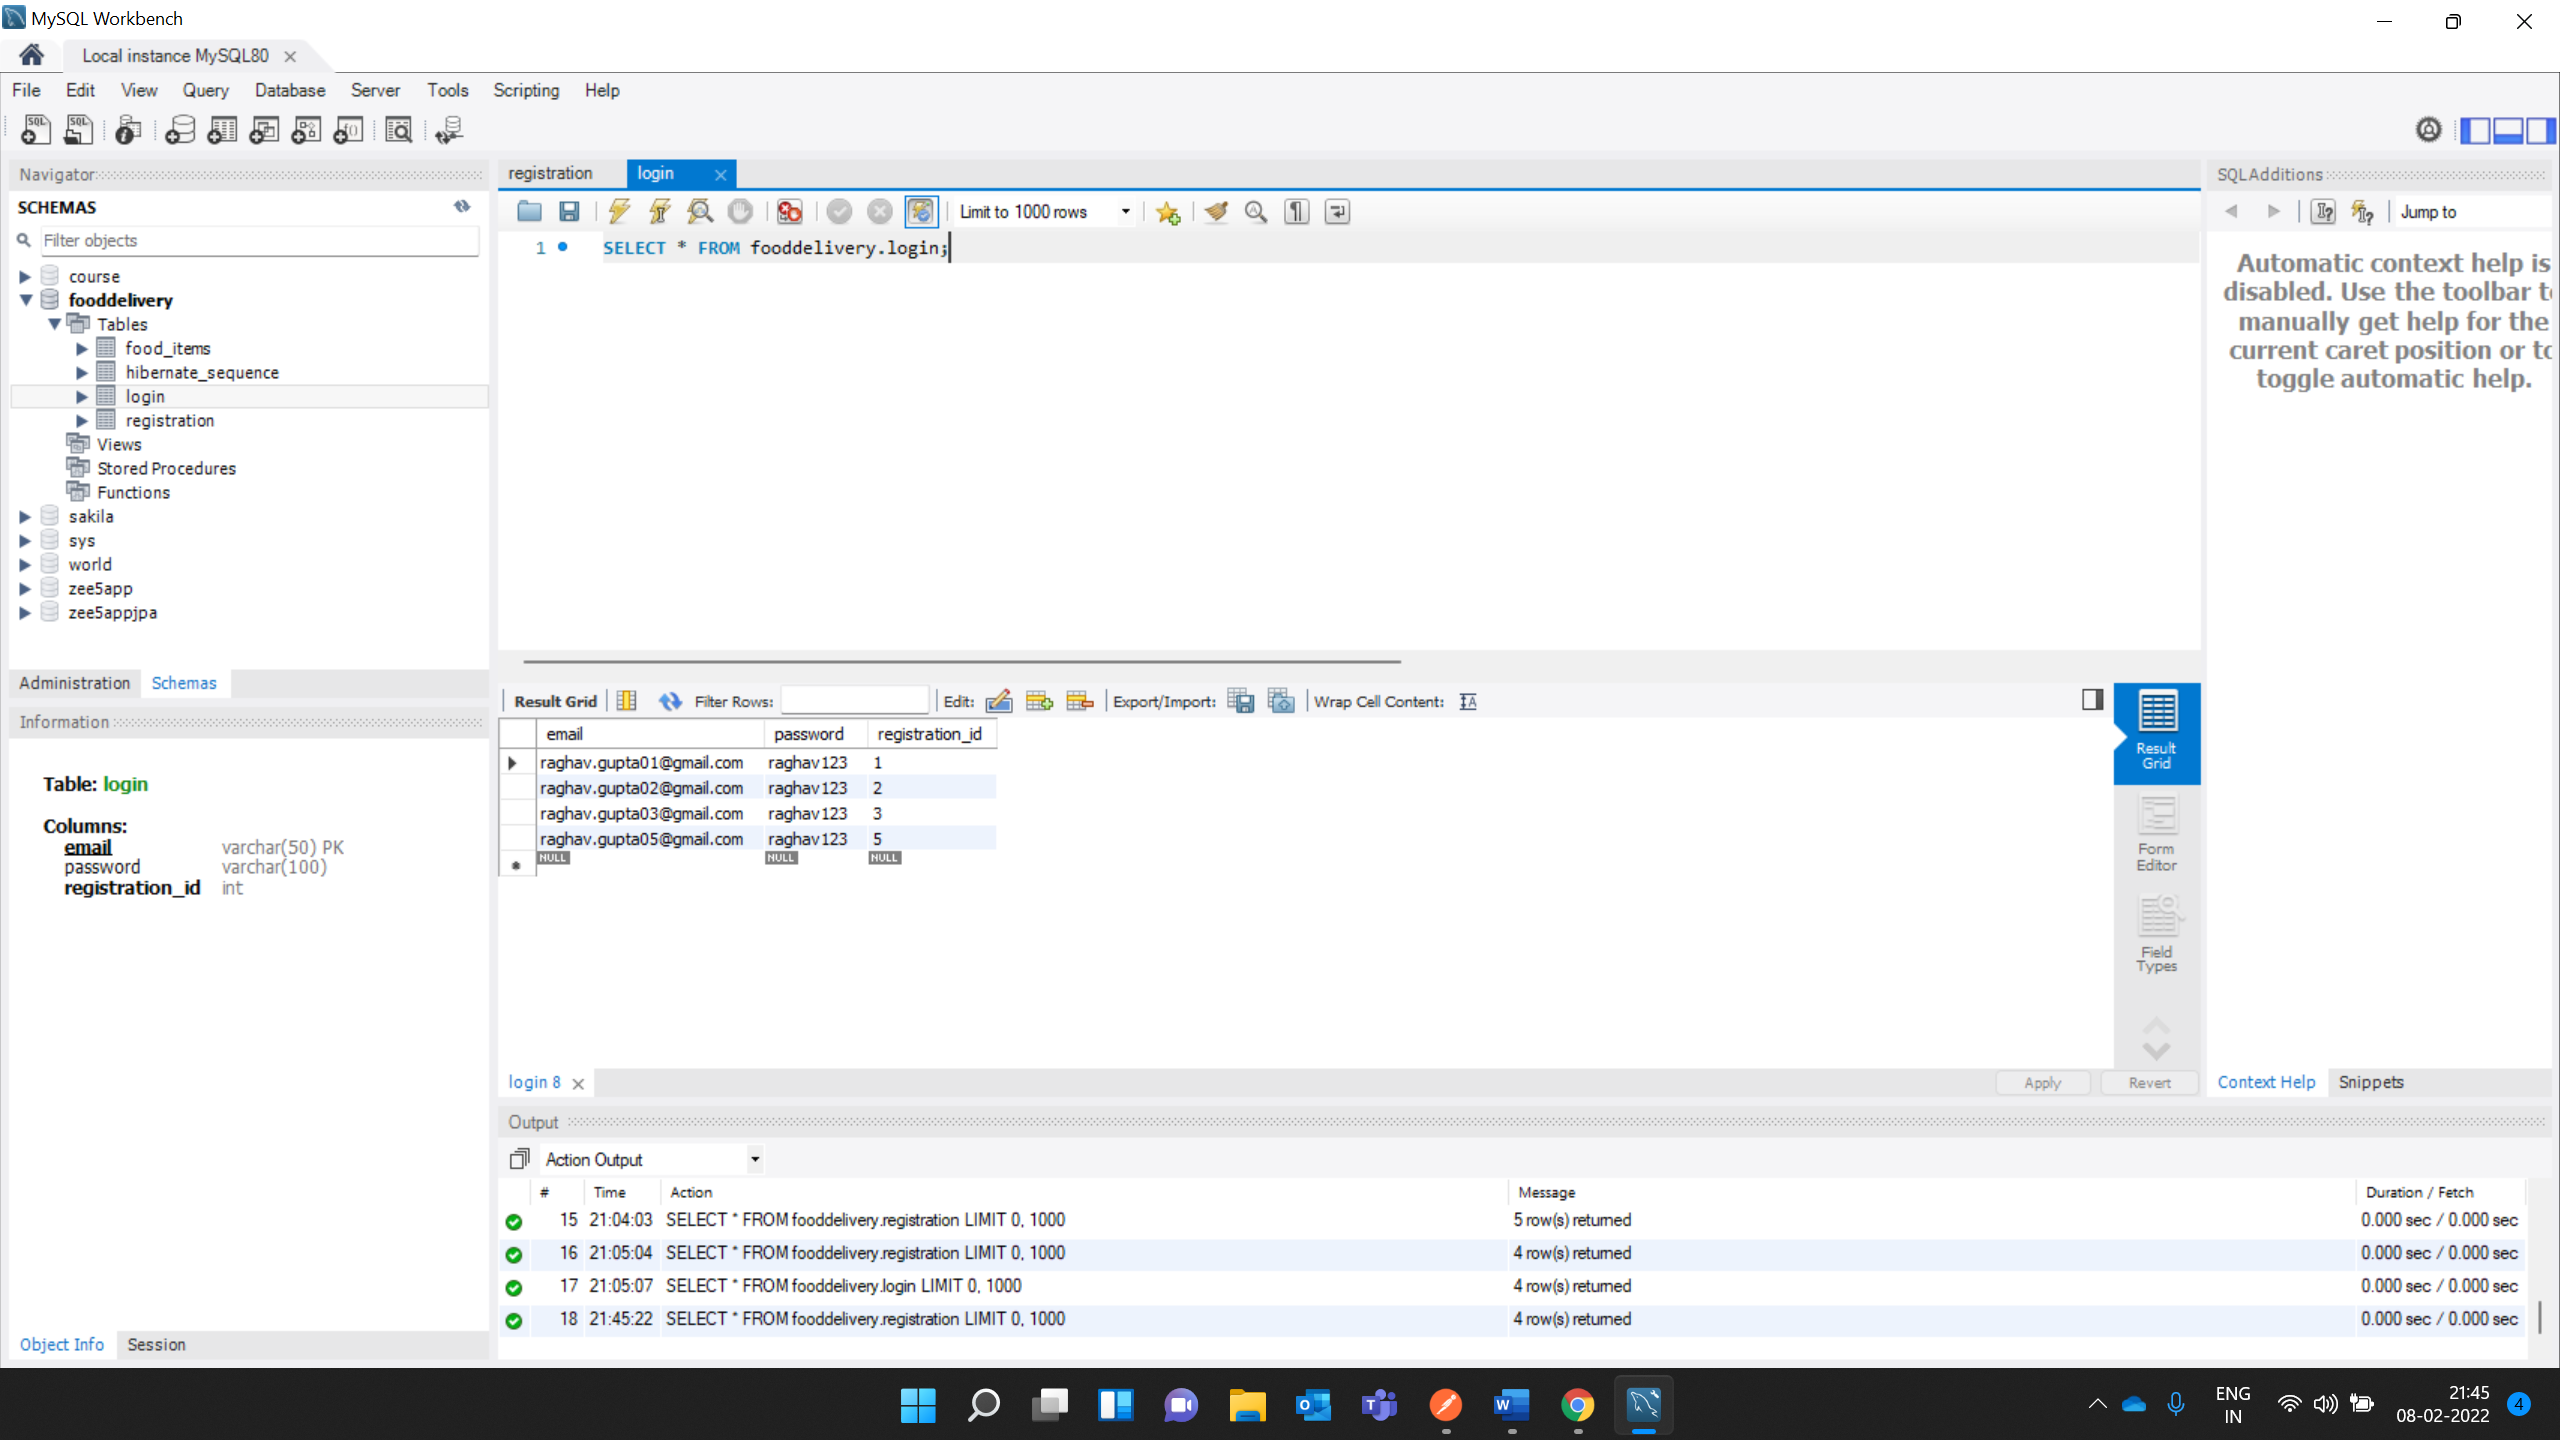 MySQL Workbench
Local instance MySQL80
File Edit View Query Database Server Tools Scripting Help
Navigator
SCHEMAS
Filter objects
course
fooddelivery
Tables
food_items
hibernate_sequence
login
registration
Views
Stored Procedures
Functions
sakila
sys
world
zee5app
zee5appjpa
Administration Schemas
Information
Table: login
Columns:
email varchar(50) PK
password varchar(100)
registration_id int
Object Info Session
registration login
Limit to 1000 rows
1 SELECT * FROM fooddelivery.login;
Result Grid Filter Rows: Edit: Export/Import: Wrap Cell Content:
email password registration_id
raghav.gupta01@gmail.com raghav123 1
raghav.gupta02@gmail.com raghav123 2
raghav.gupta03@gmail.com raghav123 3
raghav.gupta05@gmail.com raghav123 5
NULL NULL NULL
Result
Grid
Form
Editor
Field
Types
login 8 Apply Revert
SQLAdditions
Jump to
Automatic context help is
disabled. Use the toolbar t
manually get help for the
current caret position or to
toggle automatic help.
Context Help Snippets
Output
Action Output
# Time Action Message Duration / Fetch
15 21:04:03 SELECT * FROM fooddelivery.registration LIMIT 0, 1000 5 row(s) returned 0.000 sec / 0.000 sec
16 21:05:04 SELECT * FROM fooddelivery.registration LIMIT 0, 1000 4 row(s) returned 0.000 sec / 0.000 sec
17 21:05:07 SELECT * FROM fooddelivery.login LIMIT 0, 1000 4 row(s) returned 0.000 sec / 0.000 sec
18 21:45:22 SELECT * FROM fooddelivery.registration LIMIT 0, 1000 4 row(s) returned 0.000 sec / 0.000 sec
ENG
IN
21:45
08-02-2022
4